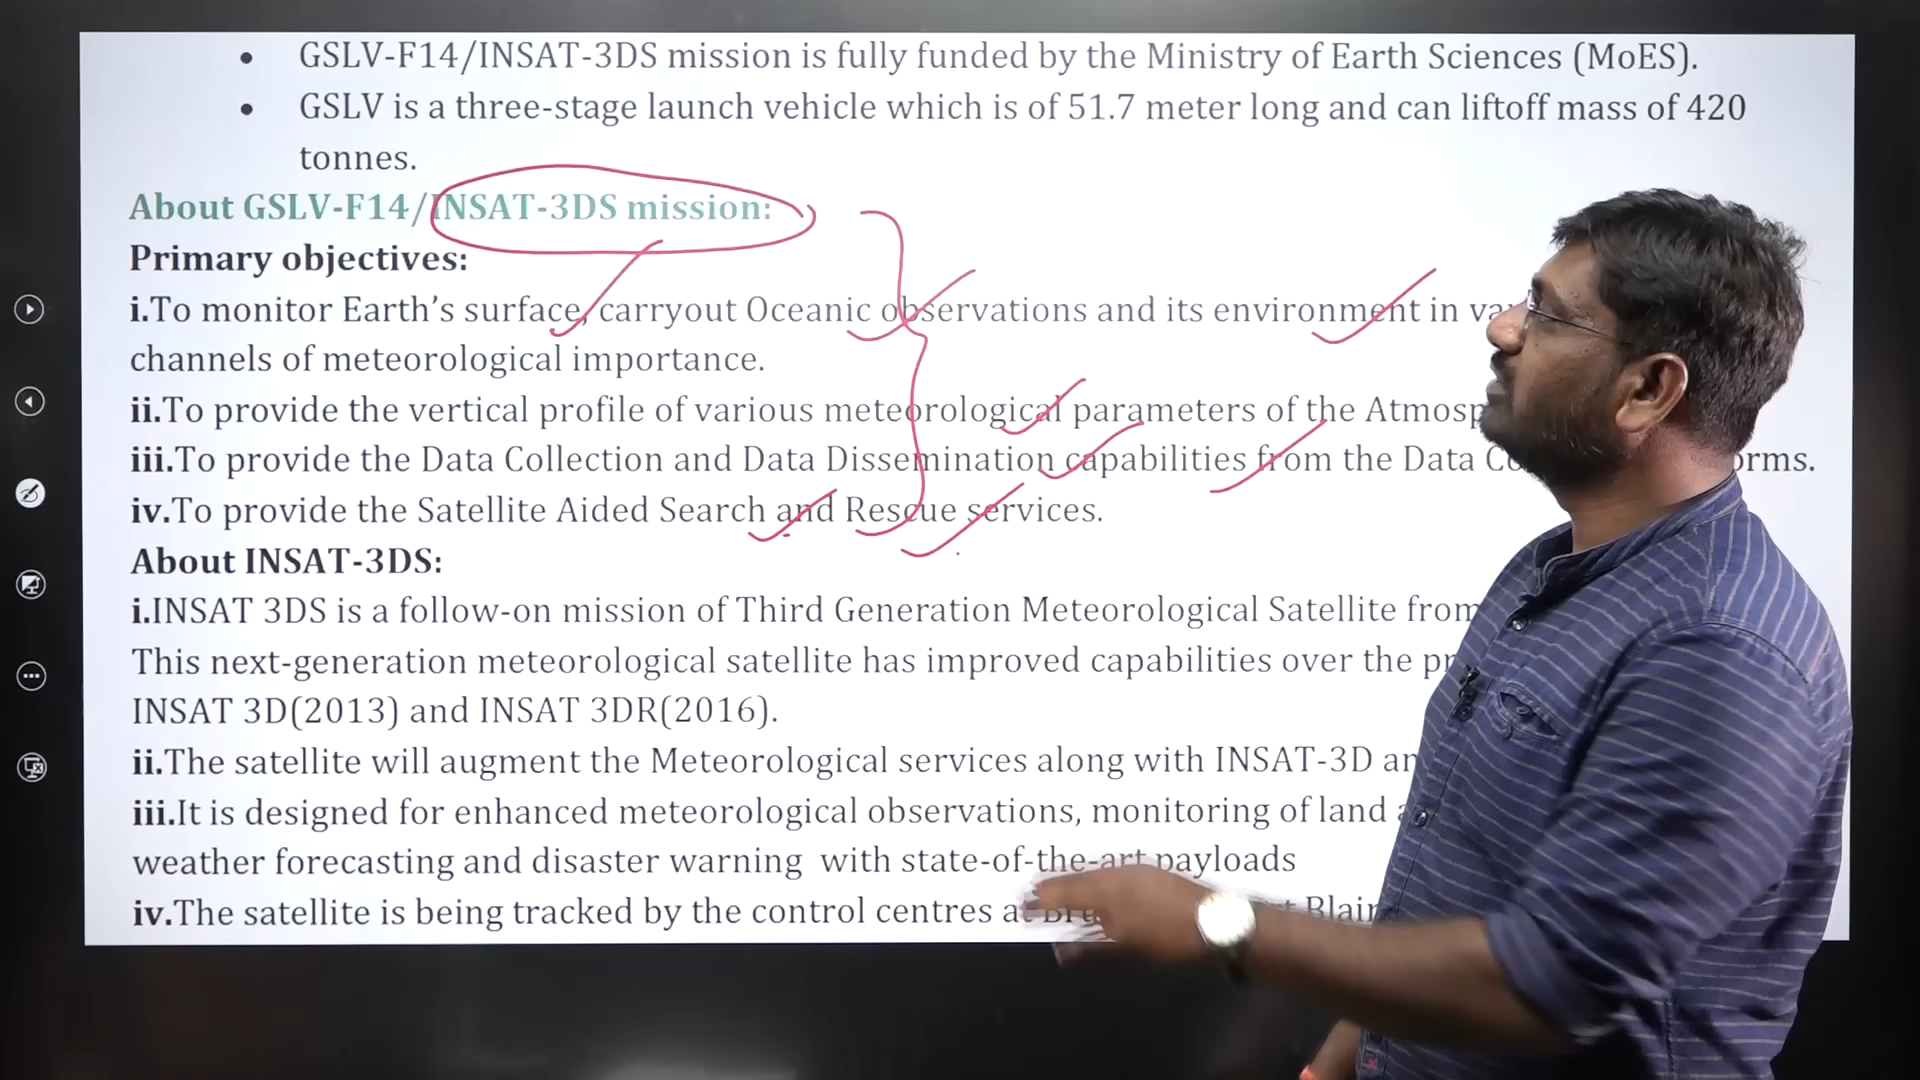 • GSLV-F14/INSAT-3DS mission is fully funded by the Ministry of Earth Sciences (MoES).
• GSLV is a three-stage launch vehicle which is of 51.7 meter long and can liftoff mass of 420
tonnes.
About GSLV-F14/INSAT-3DS mission:
Primary objectives:
i.To monitor Earth’s surface, carryout Oceanic observations and its environment in
channels of meteorological importance.
ii.To provide the vertical profile of various meteorological parameters of the
iii.To provide the Data Collection and Data Dissemination capabilities from the Data
iv.To provide the Satellite Aided Search and Rescue services.
About INSAT-3DS:
i.INSAT 3DS is a follow-on mission of Third Generation Meteorological Satellite from
This next-generation meteorological satellite has improved capabilities over the
INSAT 3D(2013) and INSAT 3DR(2016).
ii.The satellite will augment the Meteorological services along with INSAT-3D
iii.It is designed for enhanced meteorological observations, monitoring of land
weather forecasting and disaster warning with state-of-the-art payloads
iv.The satellite is being tracked by the control centres at Blair